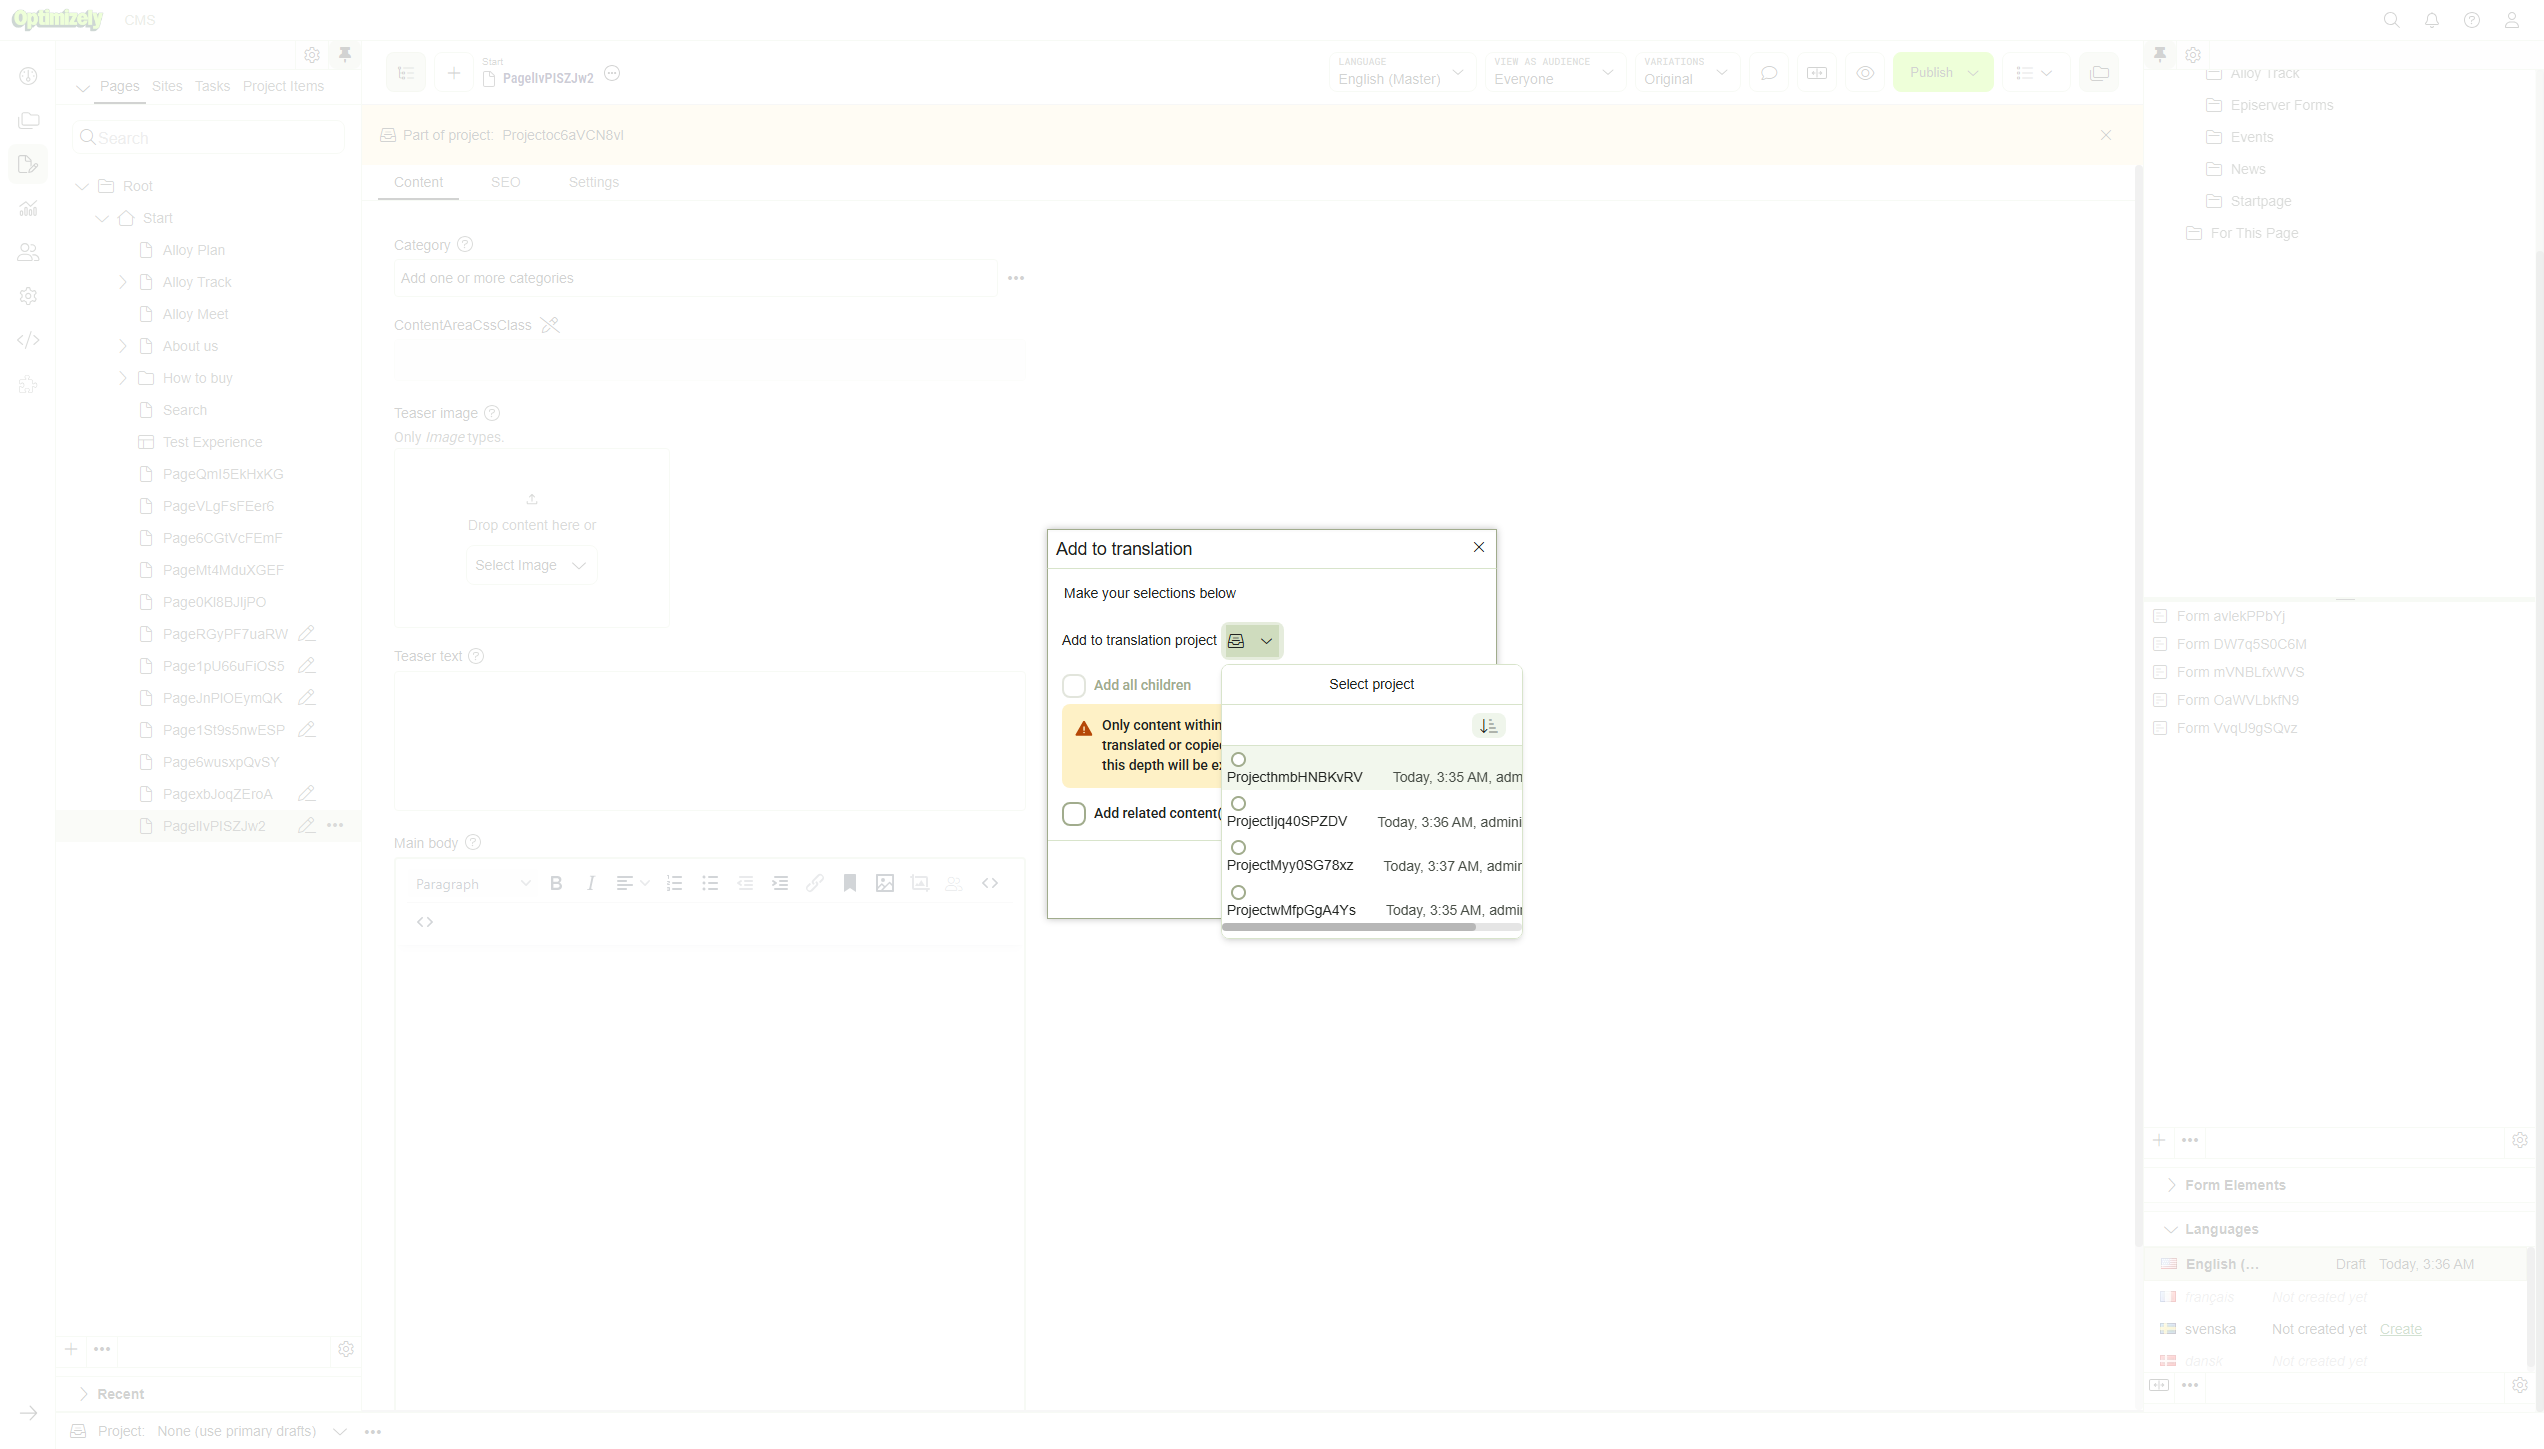 Optimizely CMS
Pages Sites Tasks Project Items
Search
Root
Start
Alloy Plan
Alloy Track
Alloy Meet
About us
How to buy
Search
Test Experience
PageQmI5EkHxKG
PageVLgFsFEer6
Page6CGtVcFEmF
PageMt4MduXGEF
PageRGyPF7uaRW
Page1pU66uFiOS5
Page1St9s5nwESP
Page6wusxpQvSY
PagexbJoqZEroA
Recent
Project: None (use primary drafts)
Start
LANGUAGE
English (Master)
VIEW AS AUDIENCE
Everyone
VARIATIONS
Original
Publish
Part of project: Projectoc6aVCN8vI
Content SEO Settings
Category
Add one or more categories
ContentAreaCssClass
Teaser image
Only Image types.
Drop content here or
Select Image
Teaser text
Main body
Paragraph
Add to translation
Make your selections below
Add to translation project
Add all children
Only content within
translated or copie
this depth will be e
Add related content(
Select project
ProjecthmbHNBKvRV Today, 3:35 AM, adm
ProjectIjq40SPZDV Today, 3:36 AM, admini
ProjectMyy0SG78xz Today, 3:37 AM, admir
ProjectwMfpGgA4Ys Today, 3:35 AM, admi
Alloy Track
Episerver Forms
Events
News
Startpage
For This Page
Form avlekPPbYj
Form DW7q5S0C6M
Form mVNBLfxWVS
Form OaWVLbkfN9
Form VvqU9gSQvz
Form Elements
Languages
English (... Draft Today, 3:36 AM
français Not created yet
svenska Not created yet Create
dansk Not created yet